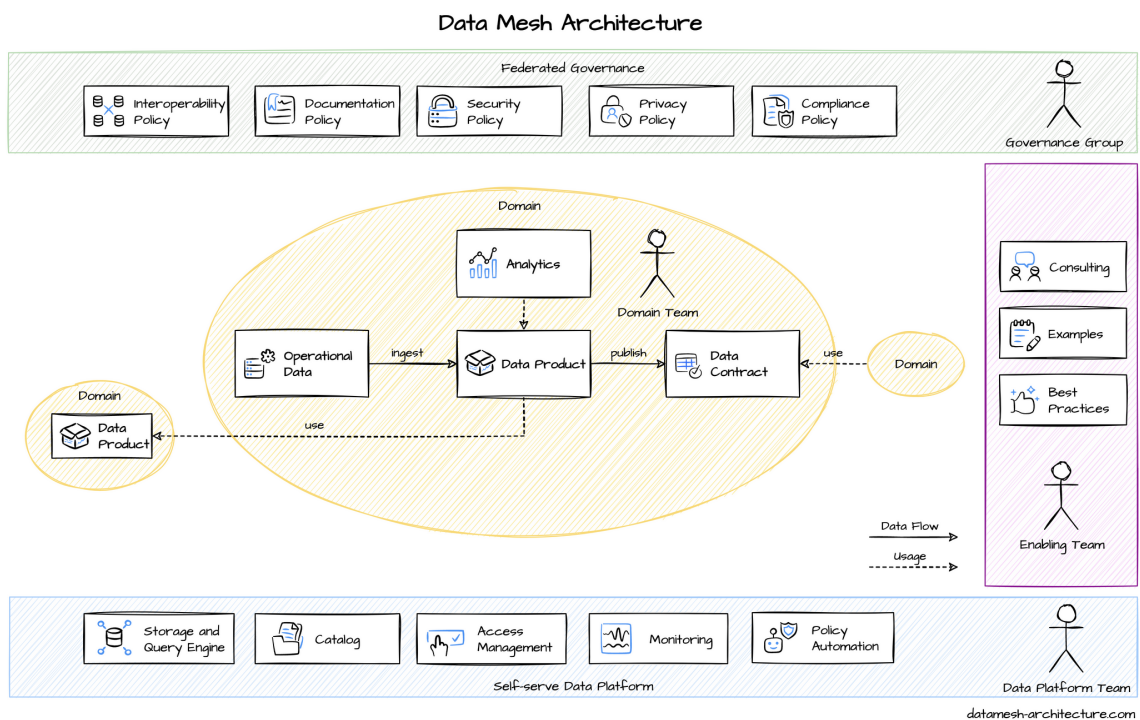 Data Mesh Architecture
Federated Governance
Interoperability
Policy
Documentation
Policy
Security
Policy
Privacy
Policy
Compliance
Policy
Governance Group
Domain
Analytics
Domain Team
Operational
Data
ingest
Data Product
publish
Data
Contract
use
Domain
Domain
Data
Product
use
Consulting
Examples
Best
Practices
Enabling Team
Data Flow
Usage
Storage and
Query Engine
Catalog
Access
Management
Monitoring
Policy
Automation
Self-serve Data Platform
Data Platform Team
datamesh-architecture.com